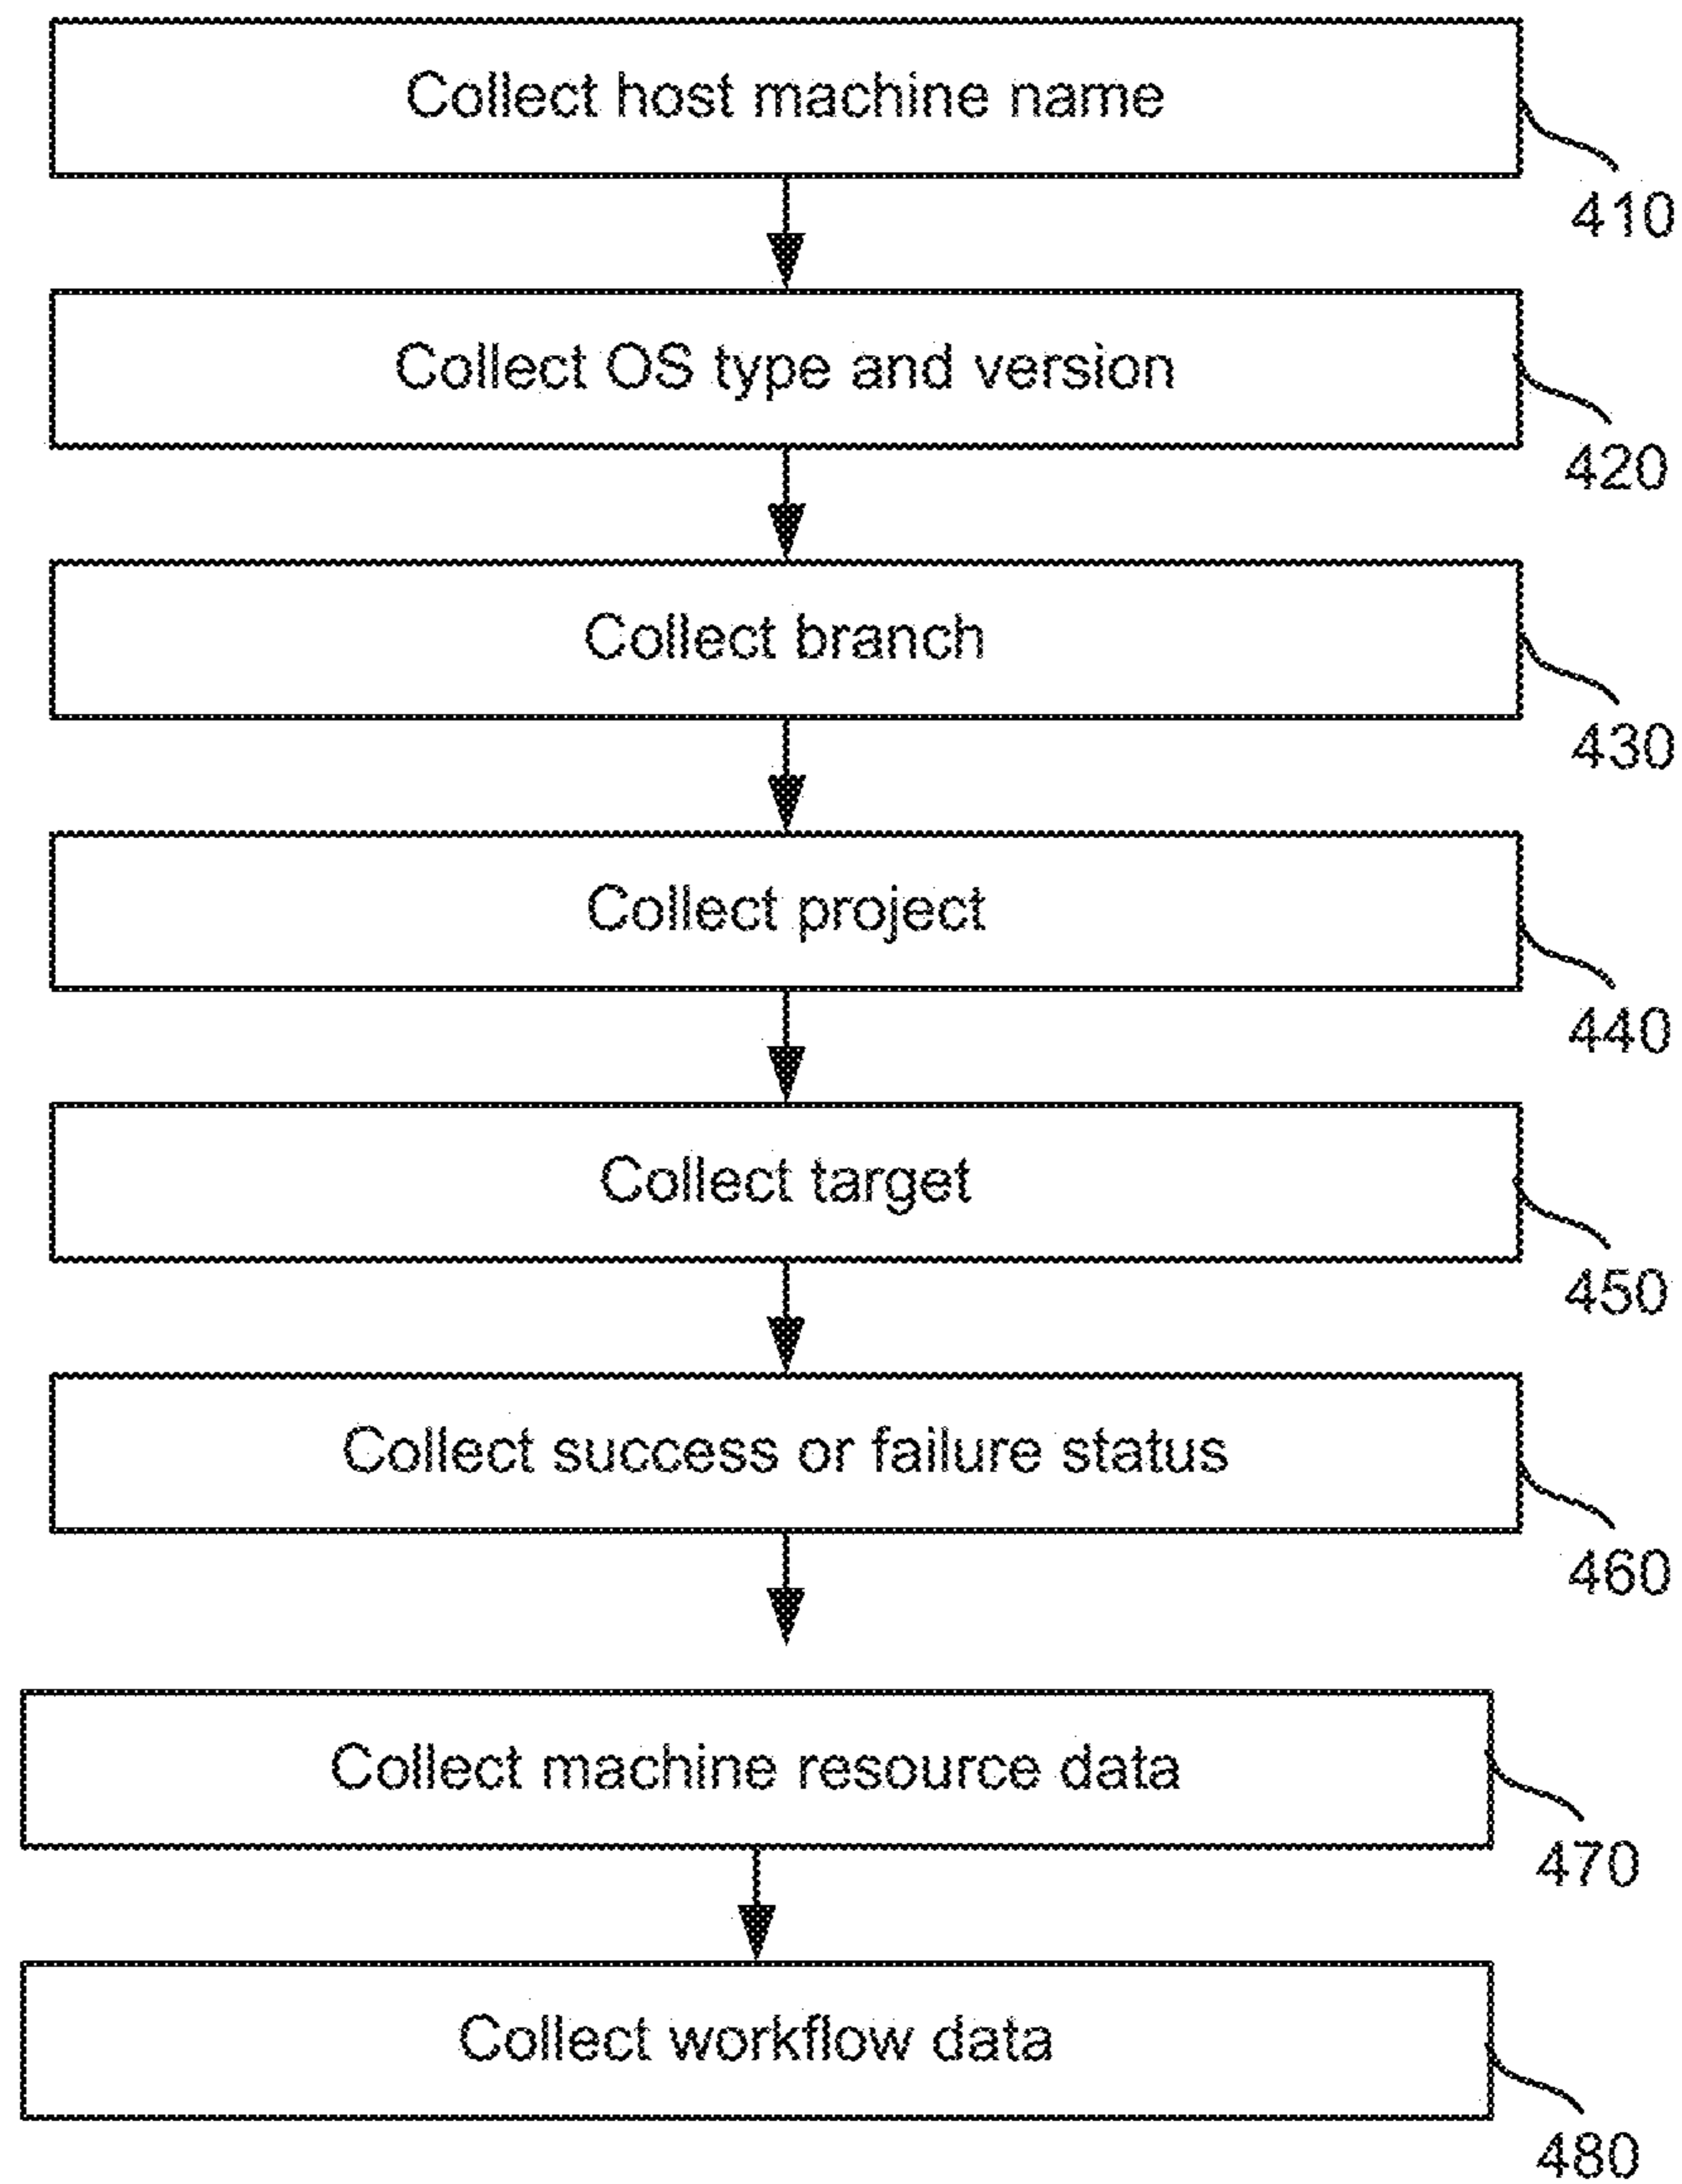 Collect host machine name
410
Collect OS type and version
420
Collect branch
430
Collect project
440
Collect target
450
Collect success or failure status
460
Collect machine resource data
470
Collect workflow data
480